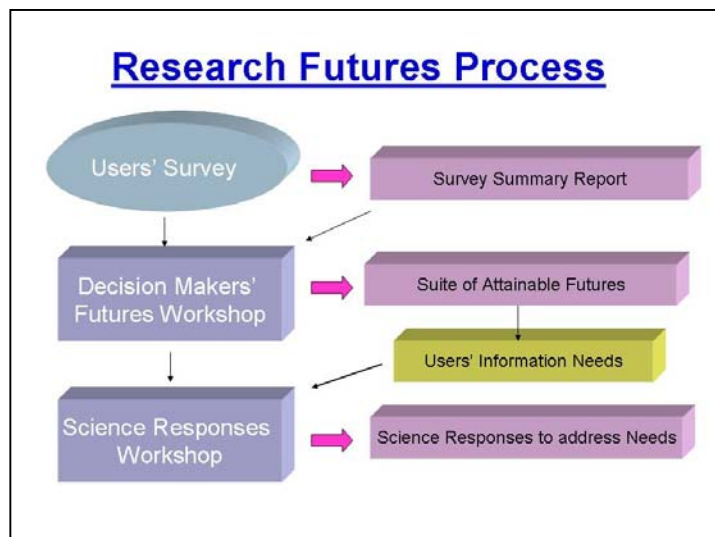 Research Futures Process
Users' Survey
Survey Summary Report
Decision Makers'
Futures Workshop
Suite of Attainable Futures
Users' Information Needs
Science Responses
Workshop
Science Responses to address Needs